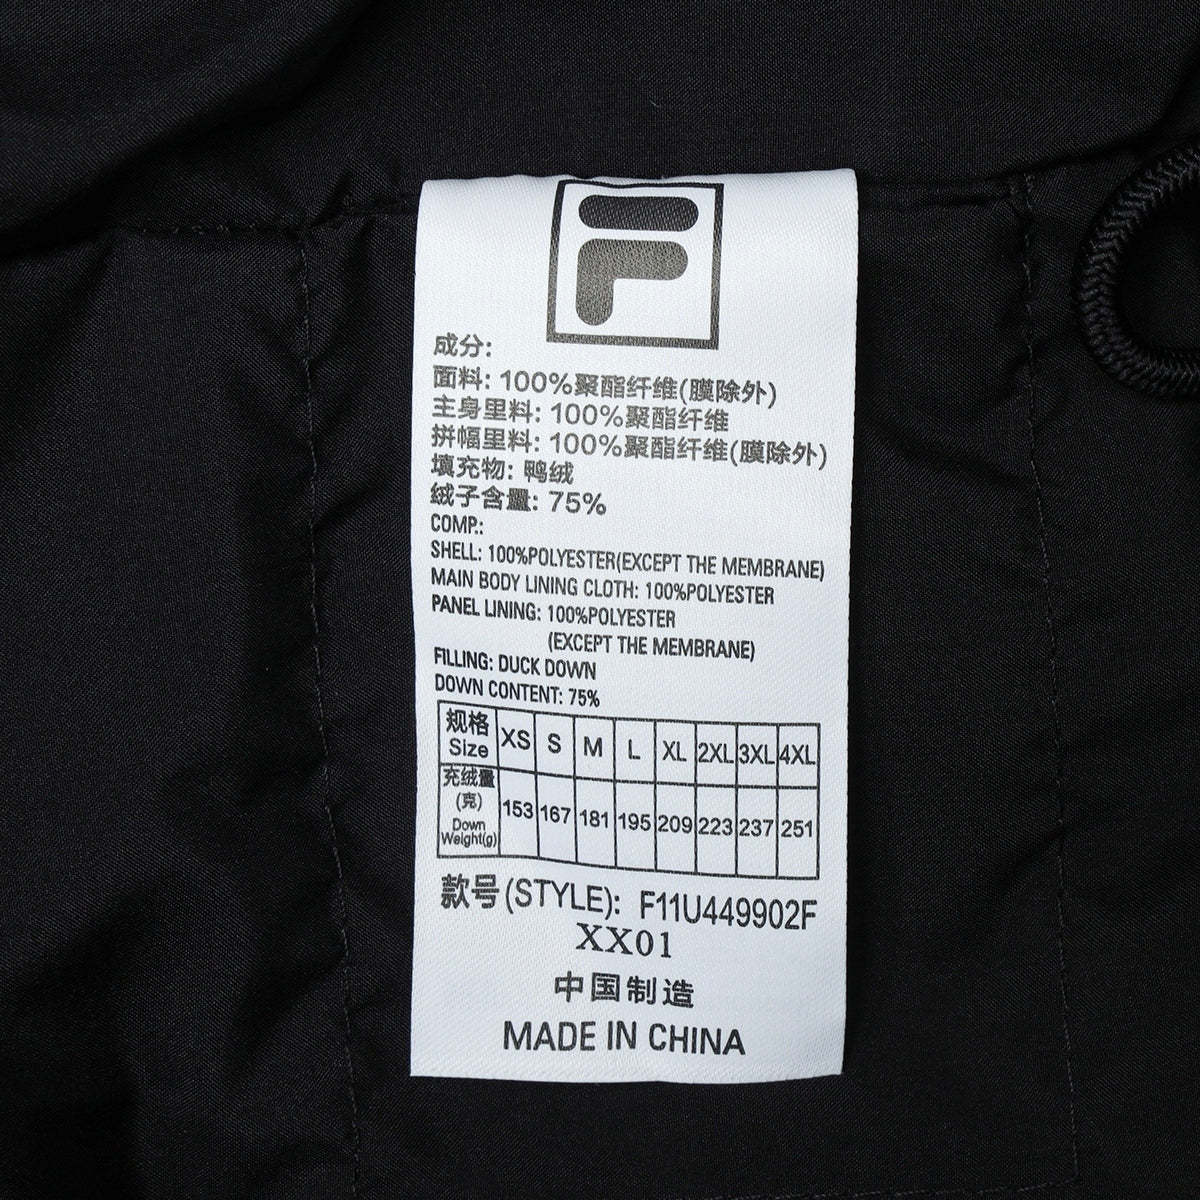 F
成分:
面料: 100%聚酯纤维(膜除外)
主身里料: 100%聚酯纤维
拼幅里料: 100%聚酯纤维(膜除外)
填充物: 鸭绒
绒子含量: 75%
COMP.:
SHELL: 100%POLYESTER(EXCEPT THE MEMBRANE)
MAIN BODY LINING CLOTH: 100%POLYESTER
PANEL LINING: 100%POLYESTER
(EXCEPT THE MEMBRANE)
FILLING: DUCK DOWN
DOWN CONTENT: 75%
规格 Size XS S M L XL 2XL 3XL 4XL
充绒量 (克) Down Weight(g) 153 167 181 195 209 223 237 251
款号(STYLE): F11U449902F
XX01
中国制造
MADE IN CHINA